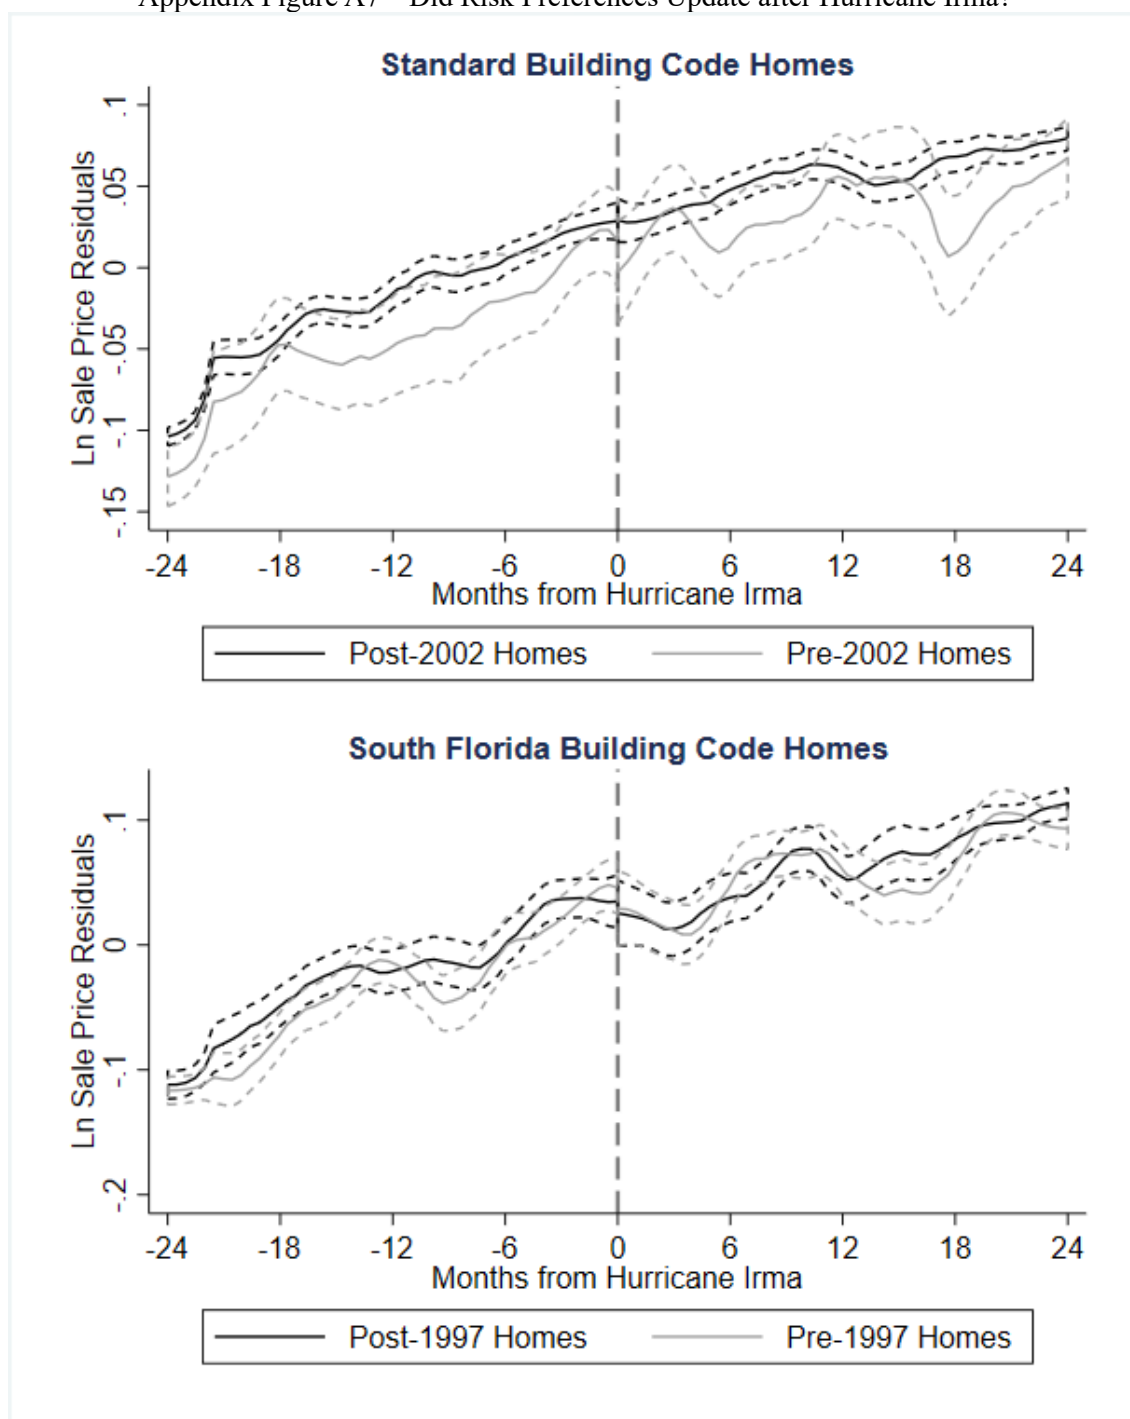 Appendix Figure A7 – Did Risk Preferences Update after Hurricane Irma?
Standard Building Code Homes
Ln Sale Price Residuals
.1
.05
0
-.05
-.1
-.15
-24 -18 -12 -6 0 6 12 18 24
Months from Hurricane Irma
Post-2002 Homes Pre-2002 Homes
South Florida Building Code Homes
Ln Sale Price Residuals
.1
0
-.1
-.2
-24 -18 -12 -6 0 6 12 18 24
Months from Hurricane Irma
Post-1997 Homes Pre-1997 Homes